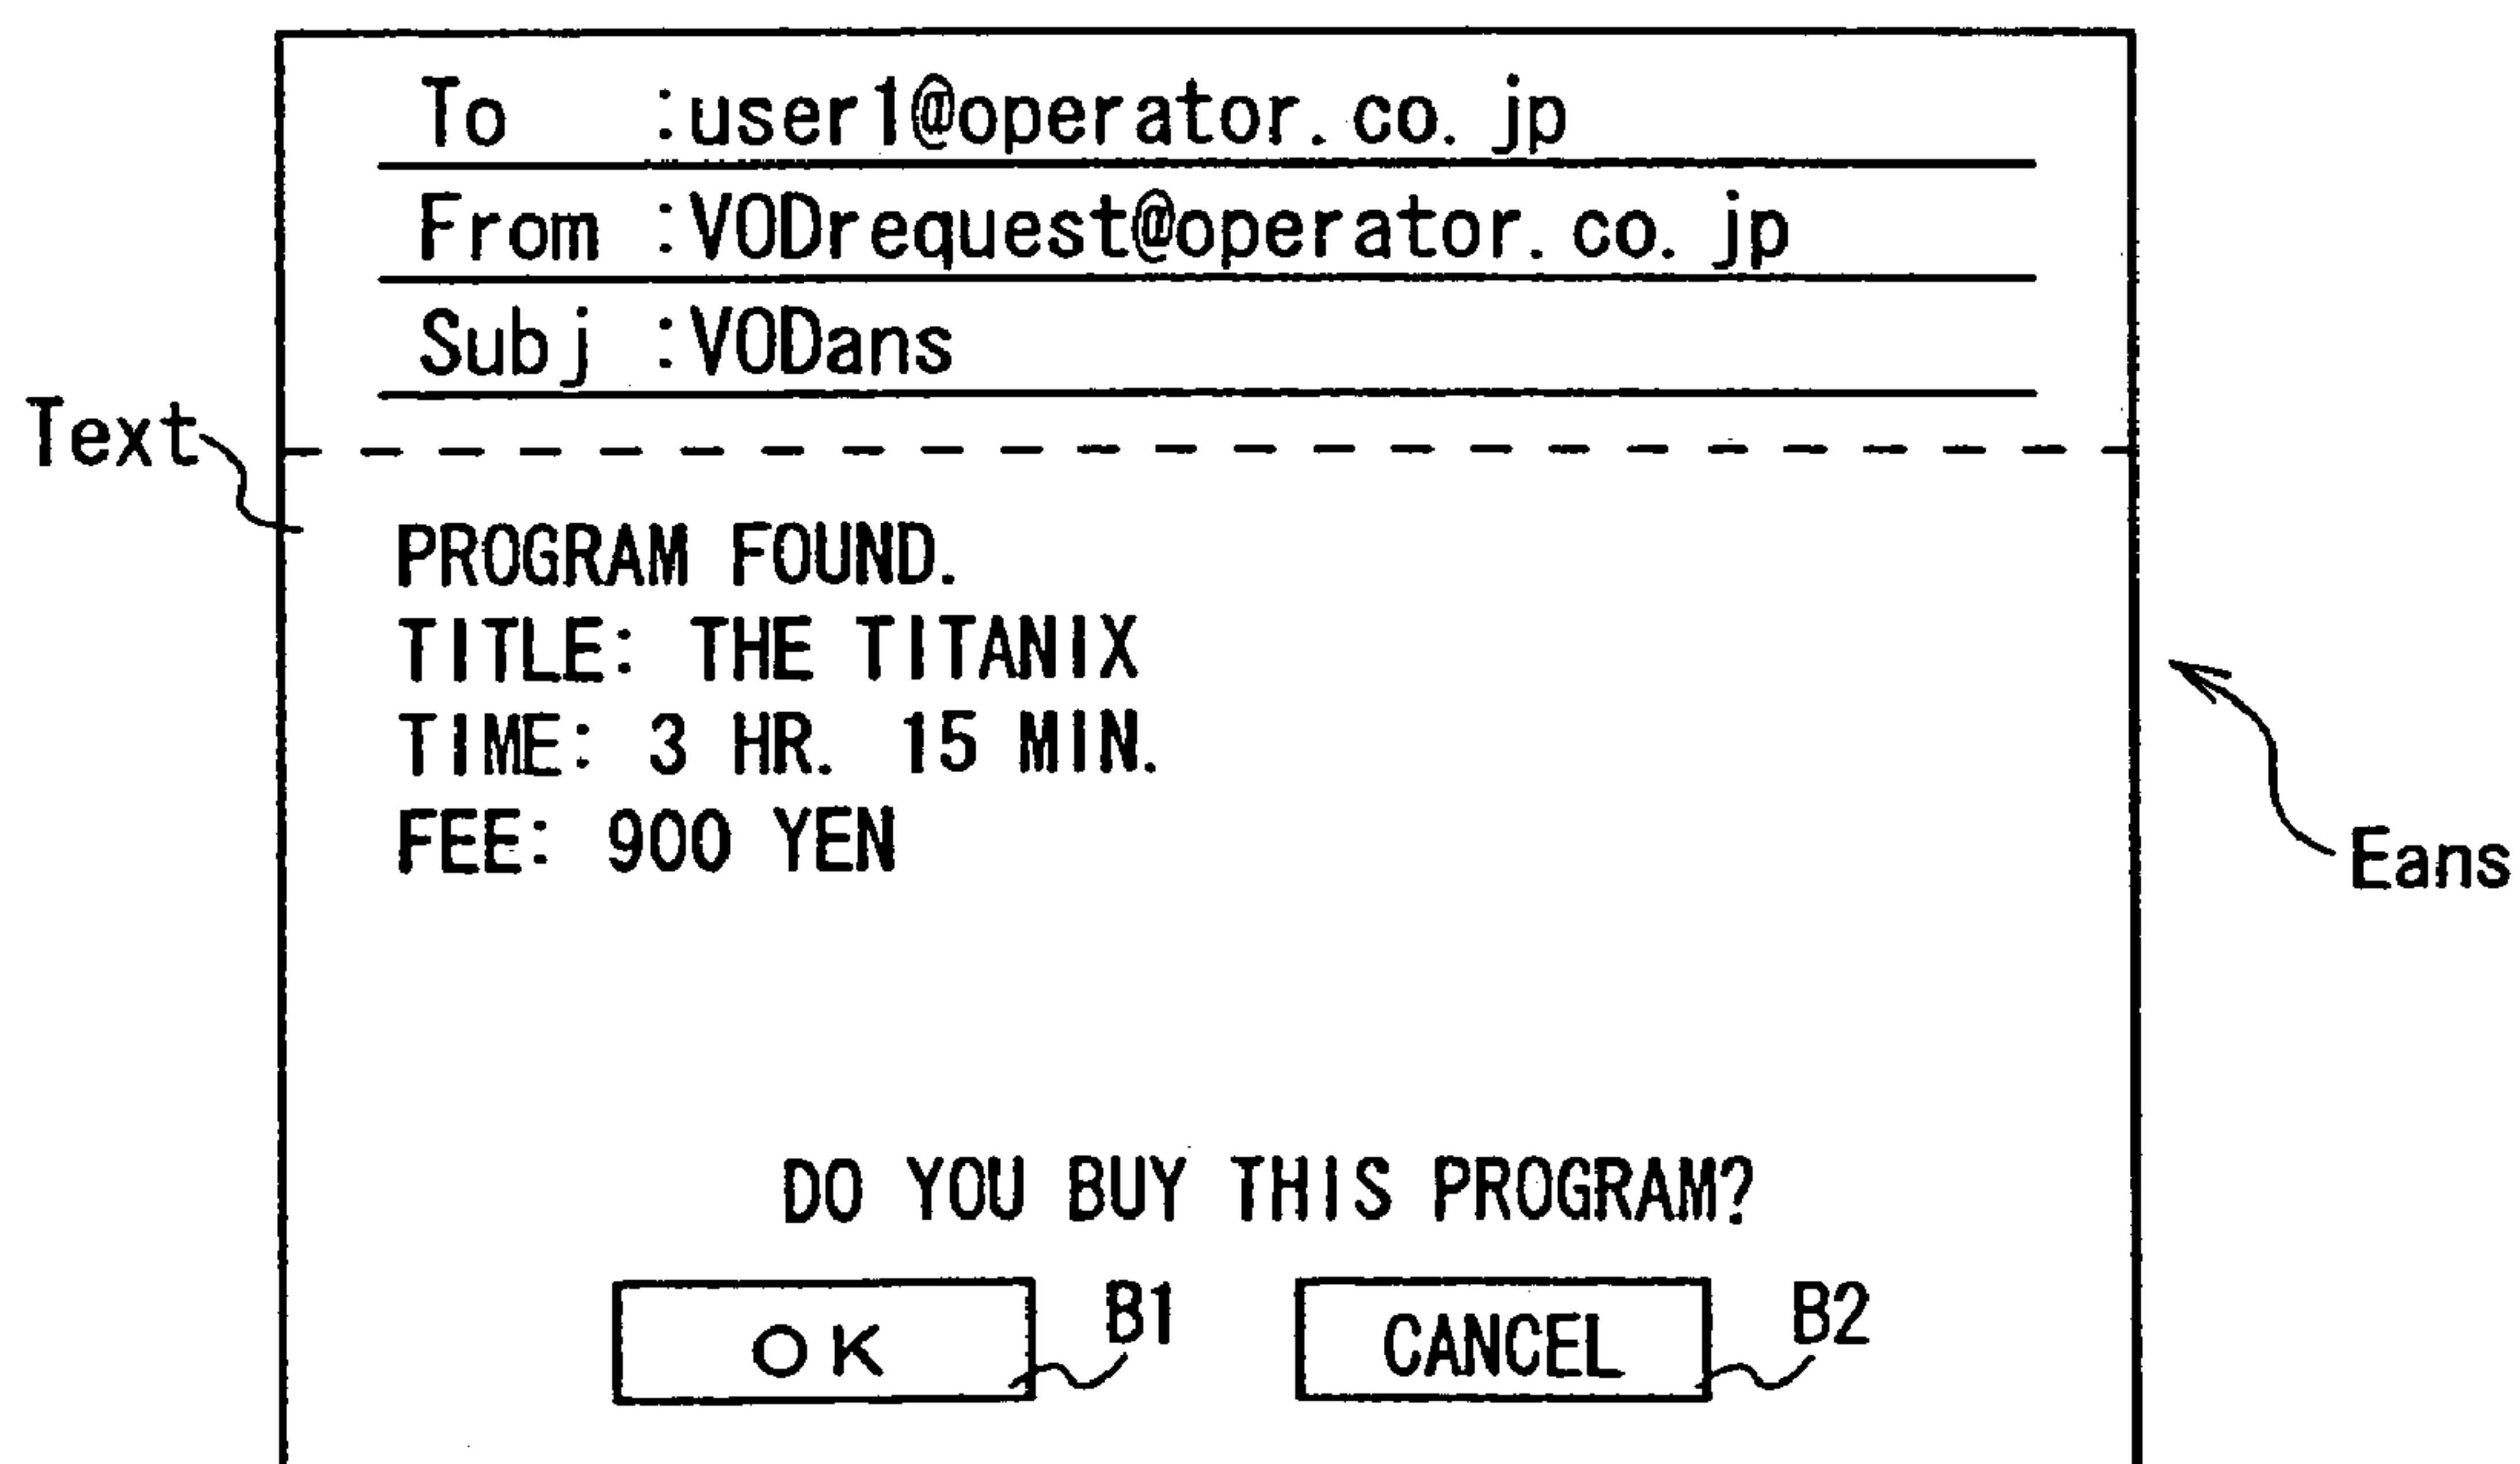 To :user1@operator.co.jp
From :VODrequest@operator.co.jp
Subj :VODans
Text
PROGRAM FOUND.
TITLE: THE TITANIX
TIME: 3 HR. 15 MIN.
FEE: 900 YEN
Eans
DO YOU BUY THIS PROGRAM?
OK B1 CANCEL B2